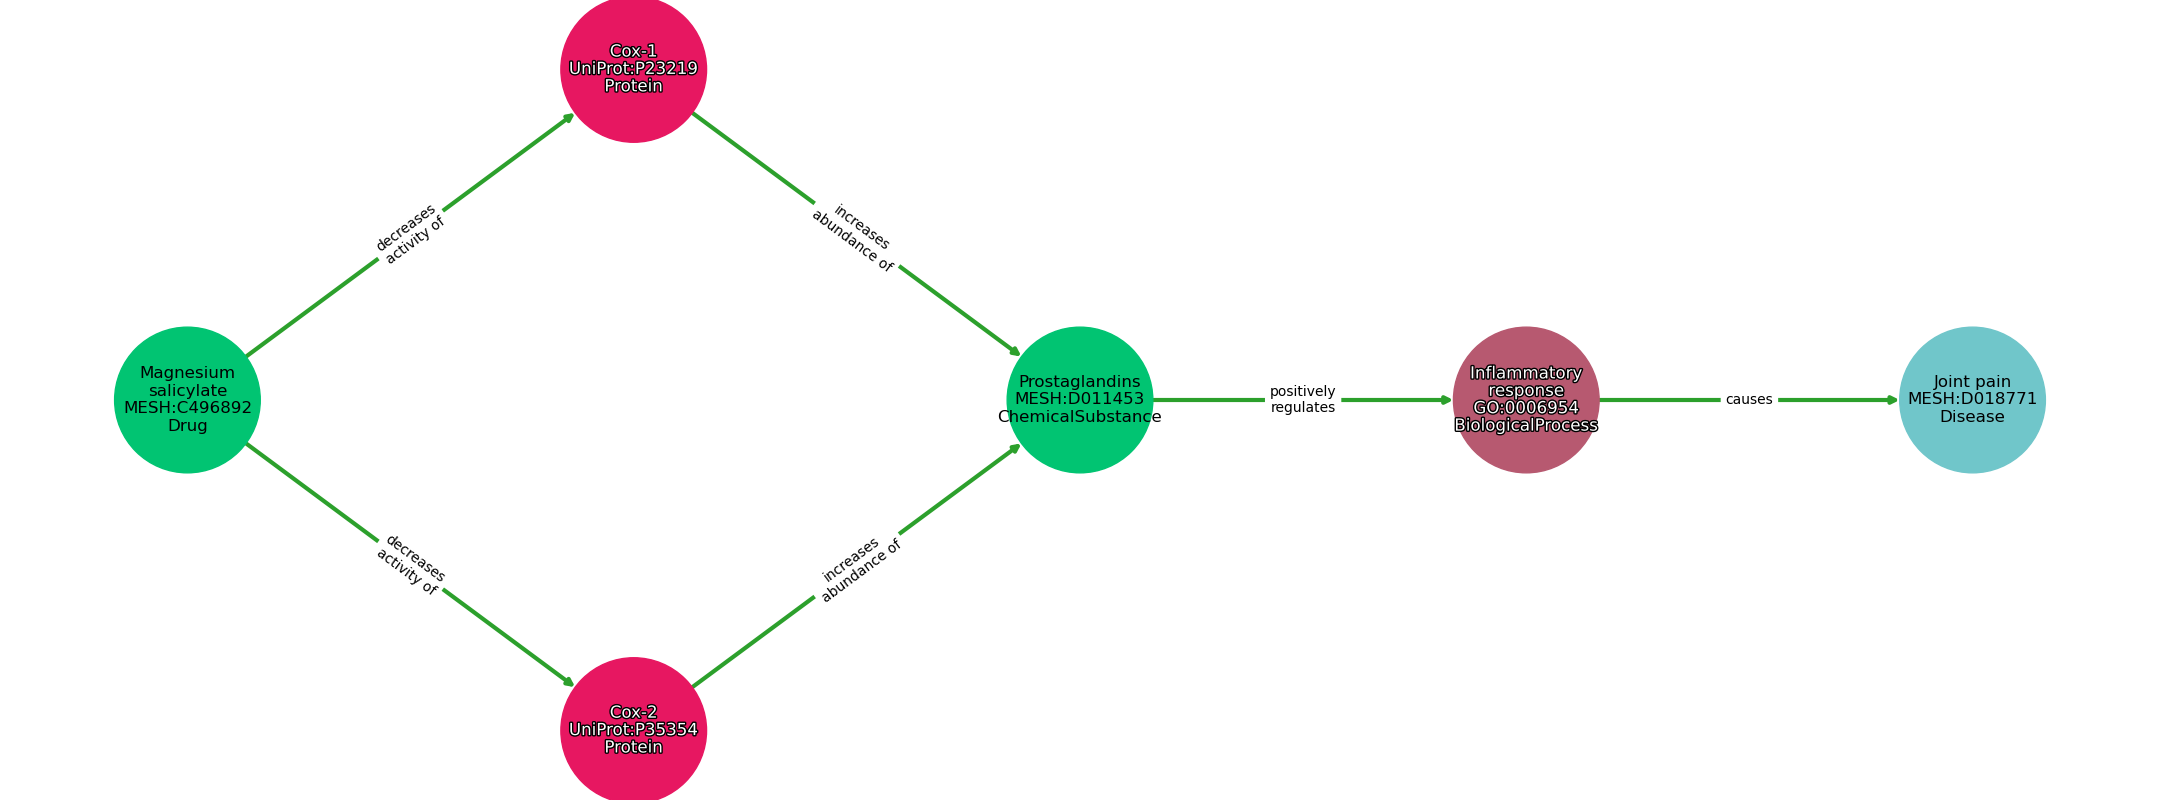 Cox-1
UniProt:P23219
Protein
decreases
activity of
increases
abundance of
Magnesium
salicylate
MESH:C496892
Drug
Prostaglandins
MESH:D011453
ChemicalSubstance
positively
regulates
Inflammatory
response
GO:0006954
BiologicalProcess
causes
Joint pain
MESH:D018771
Disease
decreases
activity of
increases
abundance of
Cox-2
UniProt:P35354
Protein